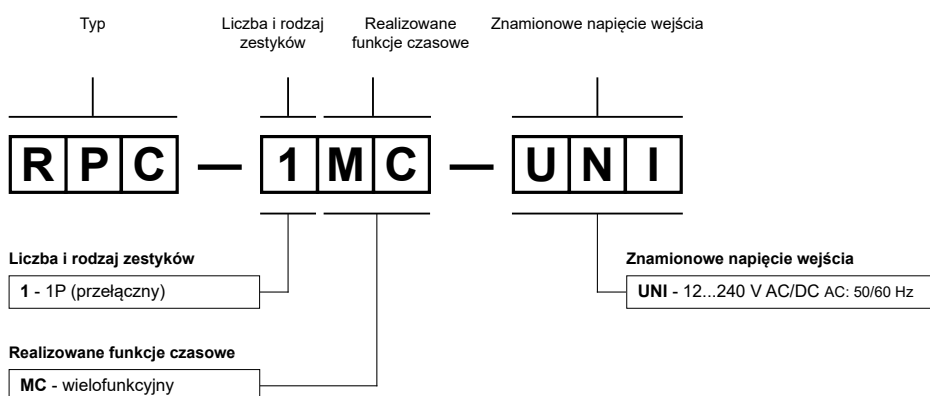 Typ
Liczba i rodzaj
zestyków
Realizowane
funkcje czasowe
Znamionowe napięcie wejścia
RPC — 1MC — UNI
Liczba i rodzaj zestyków
1 - 1P (przełączny)
Znamionowe napięcie wejścia
UNI - 12...240 V AC/DC AC: 50/60 Hz
Realizowane funkcje czasowe
MC - wielofunkcyjny